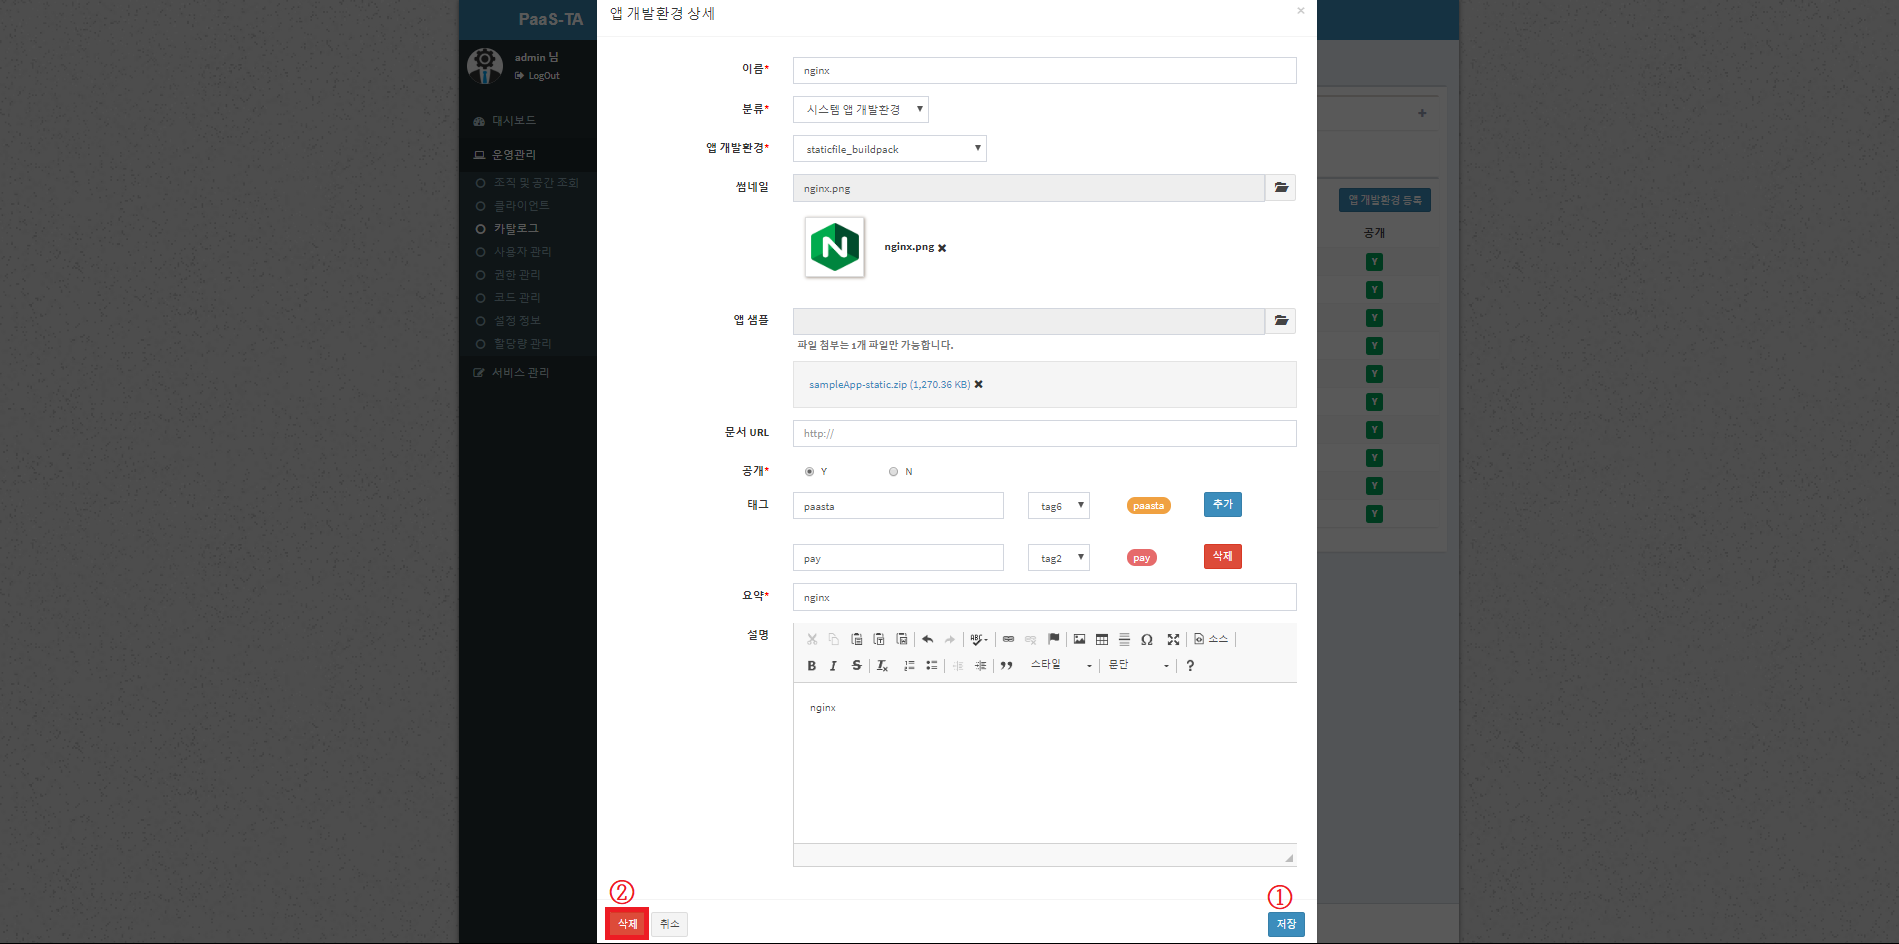 PaaS-TA
admin 님
LogOut
대시보드
운영관리
조직 및 공간 조회
클라이언트
카탈로그
사용자 관리
권한 관리
코드 관리
설정 정보
할당량 관리
서비스 관리
앱 개발환경 상세
×
이름* nginx
분류* 시스템 앱 개발환경
앱 개발환경* staticfile_buildpack
썸네일 nginx.png
N nginx.png
앱 샘플
파일 첨부는 1개 파일만 가능합니다.
sampleApp-static.zip (1,270.36 KB)
문서 URL http://
공개* Y N
태그 paasta tag6 paasta 추가
pay tag2 pay 삭제
요약* nginx
설명
ABC Ω 소스
B I S Tx 스타일 문단 ?
nginx
② ①
삭제 취소 저장
앱 개발환경 등록
공개
Y
Y
Y
Y
Y
Y
Y
Y
Y
Y